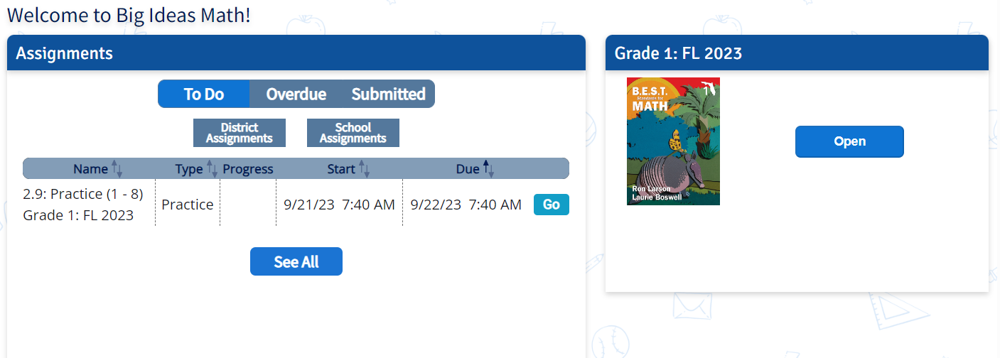 Welcome to Big Ideas Math!
Assignments
To Do Overdue Submitted
District
Assignments
School
Assignments
Name Type Progress Start Due
2.9: Practice (1 - 8)
Grade 1: FL 2023
Practice
9/21/23 7:40 AM
9/22/23 7:40 AM
Go
See All
Grade 1: FL 2023
B.E.S.T.
Standards for
MATH
1
Ron Larson
Laurie Boswell
Open